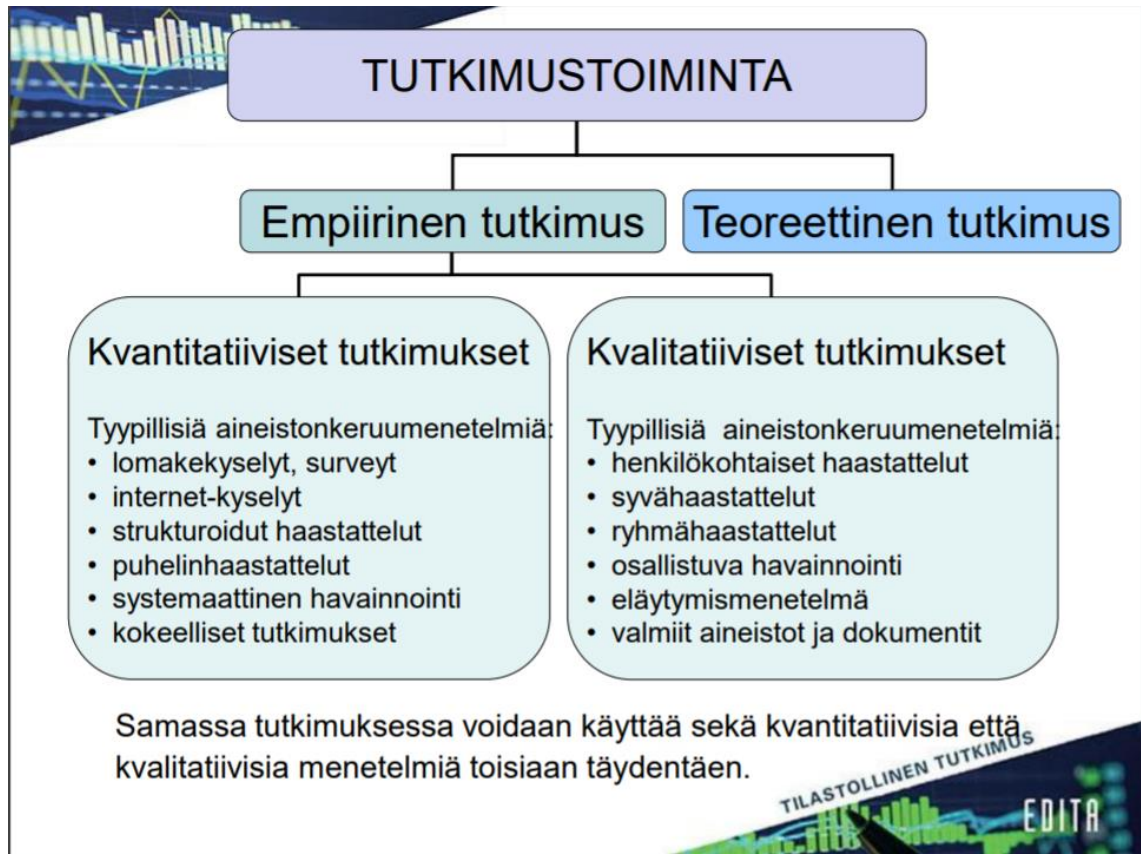 TUTKIMUSTOIMINTA
Empiirinen tutkimus
Teoreettinen tutkimus
Kvantitatiiviset tutkimukset
Tyypillisiä aineistonkeruumenetelmiä:
• lomakekyselyt, surveyt
• internet-kyselyt
• strukturoidut haastattelut
• puhelinhaastattelut
• systemaattinen havainnointi
• kokeelliset tutkimukset
Kvalitatiiviset tutkimukset
Tyypillisiä aineistonkeruumenetelmiä:
• henkilökohtaiset haastattelut
• syvähaastattelut
• ryhmähaastattelut
• osallistuva havainnointi
• eläytymismenetelmä
• valmiit aineistot ja dokumentit
Samassa tutkimuksessa voidaan käyttää sekä kvantitatiivisia että
kvalitatiivisia menetelmiä toisiaan täydentäen.
TILASTOLLINEN TUTKIMUS
EDITA